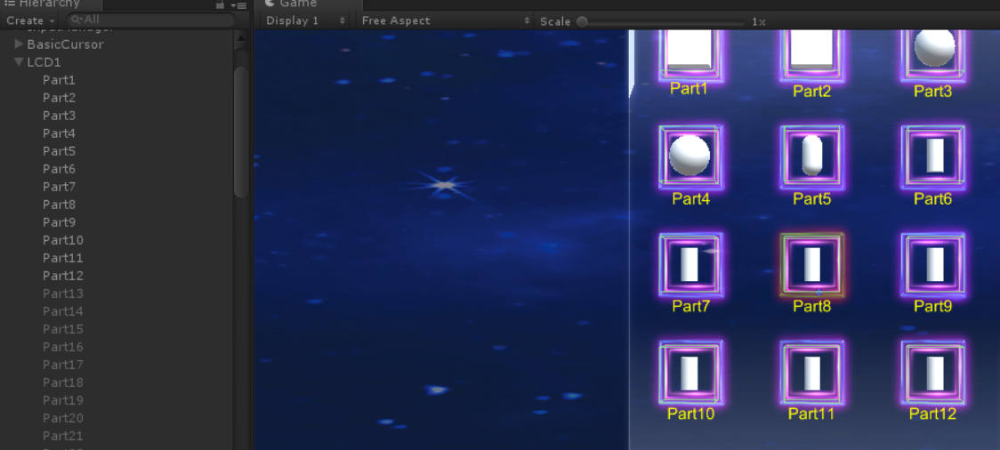 Hierarchy
Create
All
InputManager
BasicCursor
LCD1
Part1
Part2
Part3
Part4
Part5
Part6
Part7
Part8
Part9
Part10
Part11
Part12
Part13
Part14
Part15
Part16
Part17
Part18
Part19
Part20
Part21
Game
Display 1 Free Aspect Scale 1x
Part1 Part2 Part3
Part4 Part5 Part6
Part7 Part8 Part9
Part10 Part11 Part12